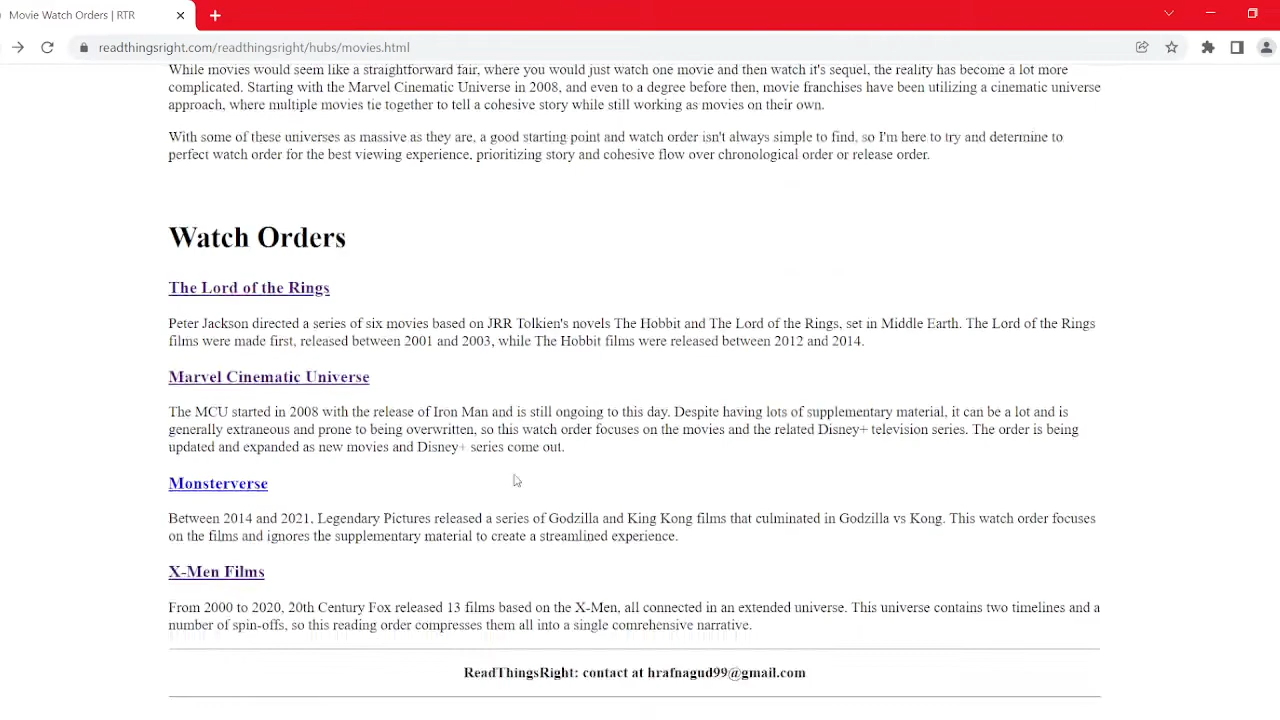 Movie Watch Orders | RTR
readthingsright.com/readthingsright/hubs/movies.html
While movies would seem like a straightforward fair, where you would just watch one movie and then watch it's sequel, the reality has become a lot more
complicated. Starting with the Marvel Cinematic Universe in 2008, and even to a degree before then, movie franchises have been utilizing a cinematic universe
approach, where multiple movies tie together to tell a cohesive story while still working as movies on their own.
With some of these universes as massive as they are, a good starting point and watch order isn't always simple to find, so I'm here to try and determine to
perfect watch order for the best viewing experience, prioritizing story and cohesive flow over chronological order or release order.
Watch Orders
The Lord of the Rings
Peter Jackson directed a series of six movies based on JRR Tolkien's novels The Hobbit and The Lord of the Rings, set in Middle Earth. The Lord of the Rings
films were made first, released between 2001 and 2003, while The Hobbit films were released between 2012 and 2014.
Marvel Cinematic Universe
The MCU started in 2008 with the release of Iron Man and is still ongoing to this day. Despite having lots of supplementary material, it can be a lot and is
generally extraneous and prone to being overwritten, so this watch order focuses on the movies and the related Disney+ television series. The order is being
updated and expanded as new movies and Disney+ series come out.
Monsterverse
Between 2014 and 2021, Legendary Pictures released a series of Godzilla and King Kong films that culminated in Godzilla vs Kong. This watch order focuses
on the films and ignores the supplementary material to create a streamlined experience.
X-Men Films
From 2000 to 2020, 20th Century Fox released 13 films based on the X-Men, all connected in an extended universe. This universe contains two timelines and a
number of spin-offs, so this reading order compresses them all into a single comrehensive narrative.
ReadThingsRight: contact at hrafnagud99@gmail.com